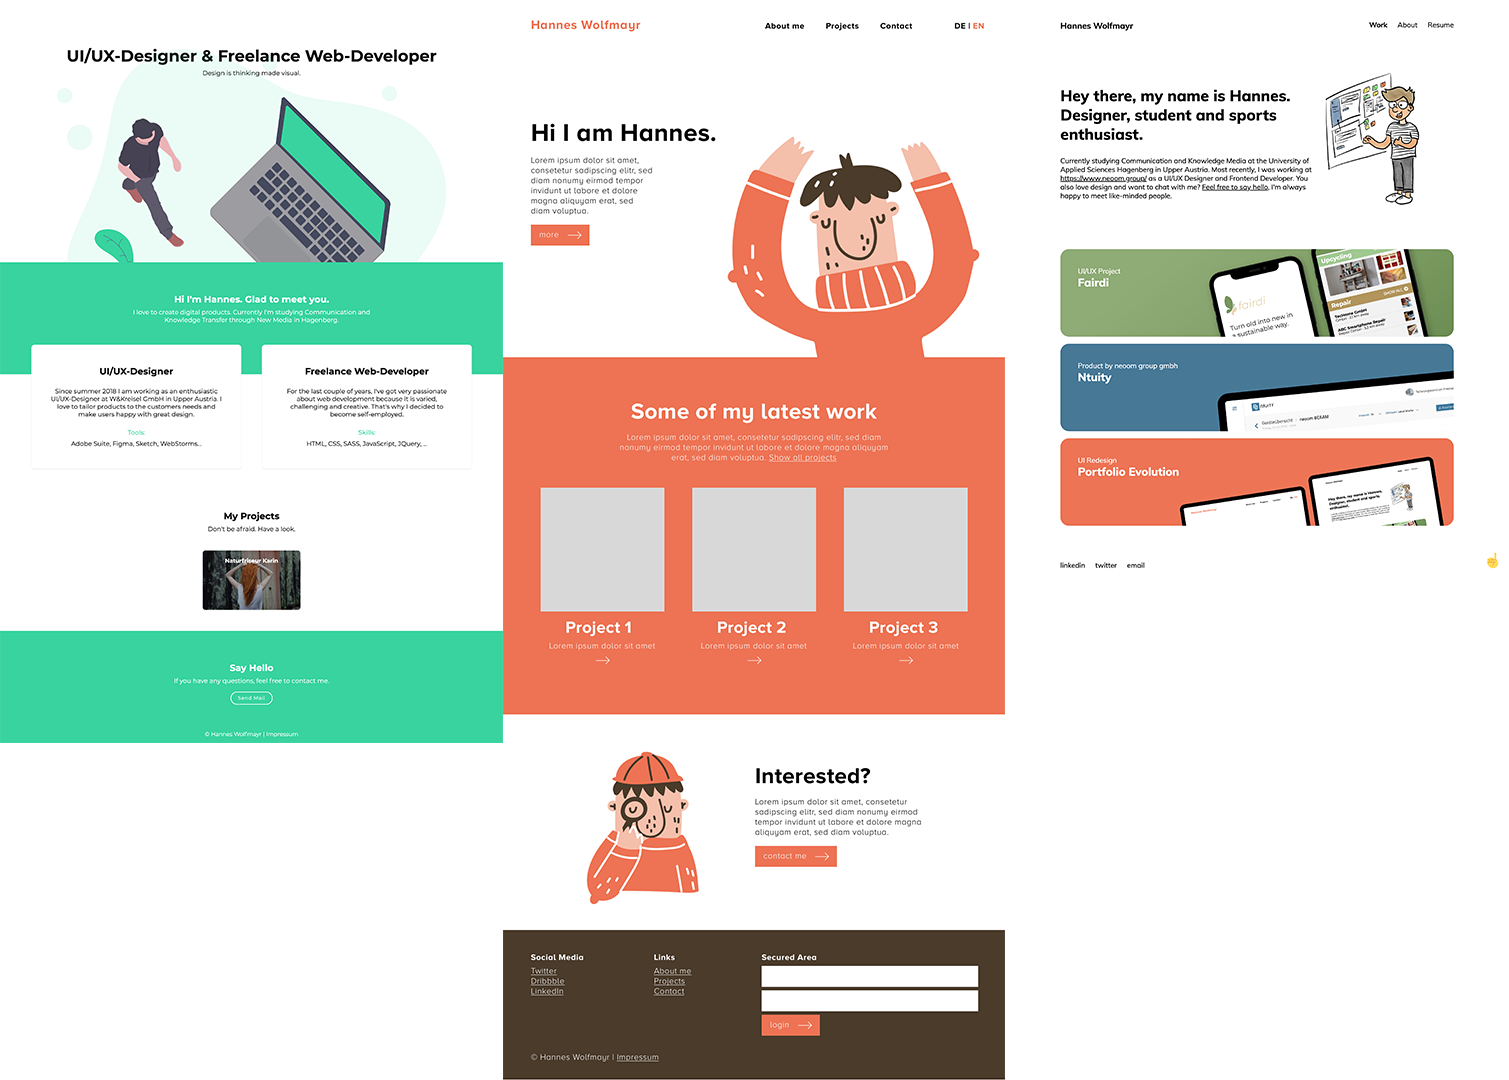 UI/UX-Designer & Freelance Web-Developer
Design is thinking made visual.
Hi I'm Hannes. Glad to meet you.
I love to create digital products. Currently I'm studying Communication and
Knowledge Transfer through New Media in Hagenberg.
UI/UX-Designer
Since summer 2018 I am working as an enthusiastic
UI/UX-Designer at W&Kreisel GmbH in Upper Austria. I
love to tailor products to the customers needs and
make users happy with great design.
Tools:
Adobe Suite, Figma, Sketch, WebStorms...
Freelance Web-Developer
For the last couple of years, I've got very passionate
about web development because it is varied,
challenging and creative. That's why I decided to
become self-employed.
Skills:
HTML, CSS, SASS, JavaScript, JQuery, ...
My Projects
Don't be afraid. Have a look.
Naturfriseur Karin
Say Hello
If you have any questions, feel free to contact me.
Send Mail
© Hannes Wolfmayr | Impressum
Hannes Wolfmayr
About me
Projects
Contact
DE | EN
Hi I am Hannes.
Lorem ipsum dolor sit amet,
consetetur sadipscing elitr, sed
diam nonumy eirmod tempor
invidunt ut labore et dolore
magna aliquyam erat, sed
diam voluptua.
more
Some of my latest work
Lorem ipsum dolor sit amet, consetetur sadipscing elitr, sed diam
nonumy eirmod tempor invidunt ut labore et dolore magna aliquyam
erat, sed diam voluptua. Show all projects
Project 1
Lorem ipsum dolor sit amet
Project 2
Lorem ipsum dolor sit amet
Project 3
Lorem ipsum dolor sit amet
Interested?
Lorem ipsum dolor sit amet, consetetur
sadipscing elitr, sed diam nonumy eirmod
tempor invidunt ut labore et dolore magna
aliquyam erat, sed diam voluptua.
contact me
Social Media
Twitter
Dribbble
LinkedIn
Links
About me
Projects
Contact
Secured Area
login
© Hannes Wolfmayr | Impressum
Hannes Wolfmayr
Work
About
Resume
Hey there, my name is Hannes.
Designer, student and sports
enthusiast.
Currently studying Communication and Knowledge Media at the University of
Applied Sciences Hagenberg in Upper Austria. Most recently, I was working at
https://www.neoom.group/ as a UI/UX Designer and Frontend Developer. You
also love design and want to chat with me? Feel free to say hello, I'm always
happy to meet like-minded people.
UI/UX Project
Fairdi
fairdi
Turn old into new in
a sustainable way.
Upcycling
Repair
SHOW ALL
Techzone GmbH
ABC Smartphone Repair
Product by neoom group gmbh
Ntuity
ntuity
UI Redesign
Portfolio Evolution
Hey there, my name is Hannes.
Designer, student and sports
enthusiast.
linkedin
twitter
email